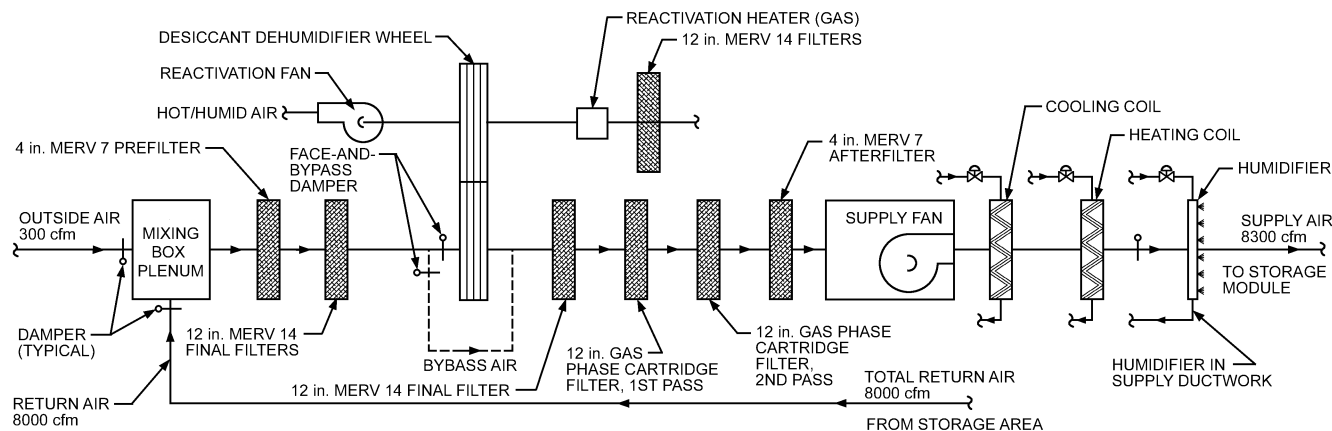 REACTIVATION HEATER (GAS)
12 in. MERV 14 FILTERS
DESICCANT DEHUMIDIFIER WHEEL
REACTIVATION FAN
HOT/HUMID AIR
COOLING COIL
HEATING COIL
4 in. MERV 7 PREFILTER
FACE-AND-
BYPASS
DAMPER
4 in. MERV 7
AFTERFILTER
HUMIDIFIER
OUTSIDE AIR
300 cfm
MIXING
BOX
PLENUM
SUPPLY FAN
SUPPLY AIR
8300 cfm
TO STORAGE
MODULE
DAMPER
(TYPICAL)
12 in. MERV 14
FINAL FILTERS
BYBASS AIR
12 in. MERV 14 FINAL FILTER
12 in. GAS
PHASE CARTRIDGE
FILTER, 1ST PASS
12 in. GAS PHASE
CARTRIDGE
FILTER,
2ND PASS
HUMIDIFIER IN
SUPPLY DUCTWORK
RETURN AIR
8000 cfm
TOTAL RETURN AIR
8000 cfm
FROM STORAGE AREA